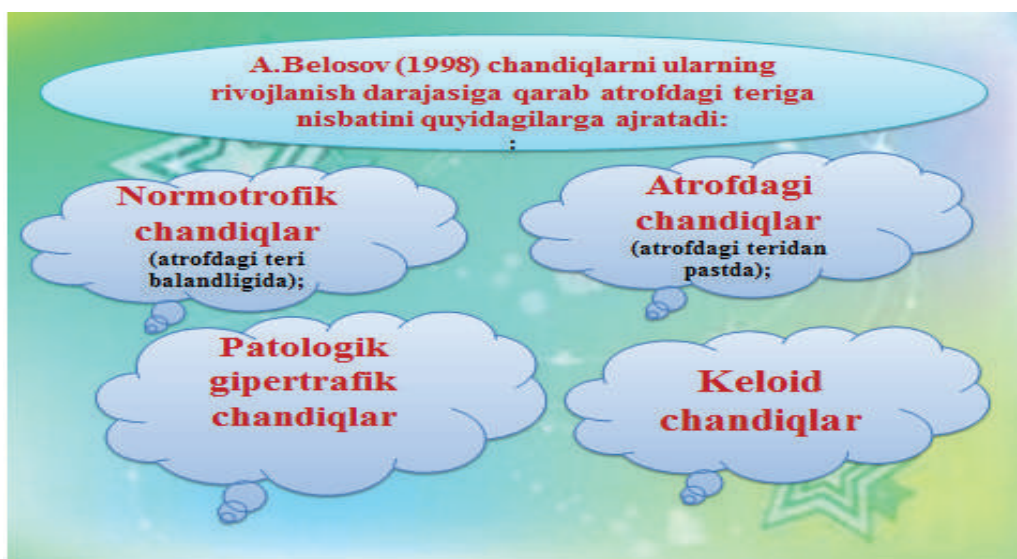 A.Belosov (1998) chandiqlarni ularning
rivojlanish darajasiga qarab atrofdagi teriga
nisbatini quyidagilarga ajratadi:
:
Normotrofik
chandiqlar
(atrofdagi teri
balandligida);
Atrofdagi
chandiqlar
(atrofdagi teridan
pastda);
Patologik
gipertrafik
chandiqlar
Keloid
chandiqlar